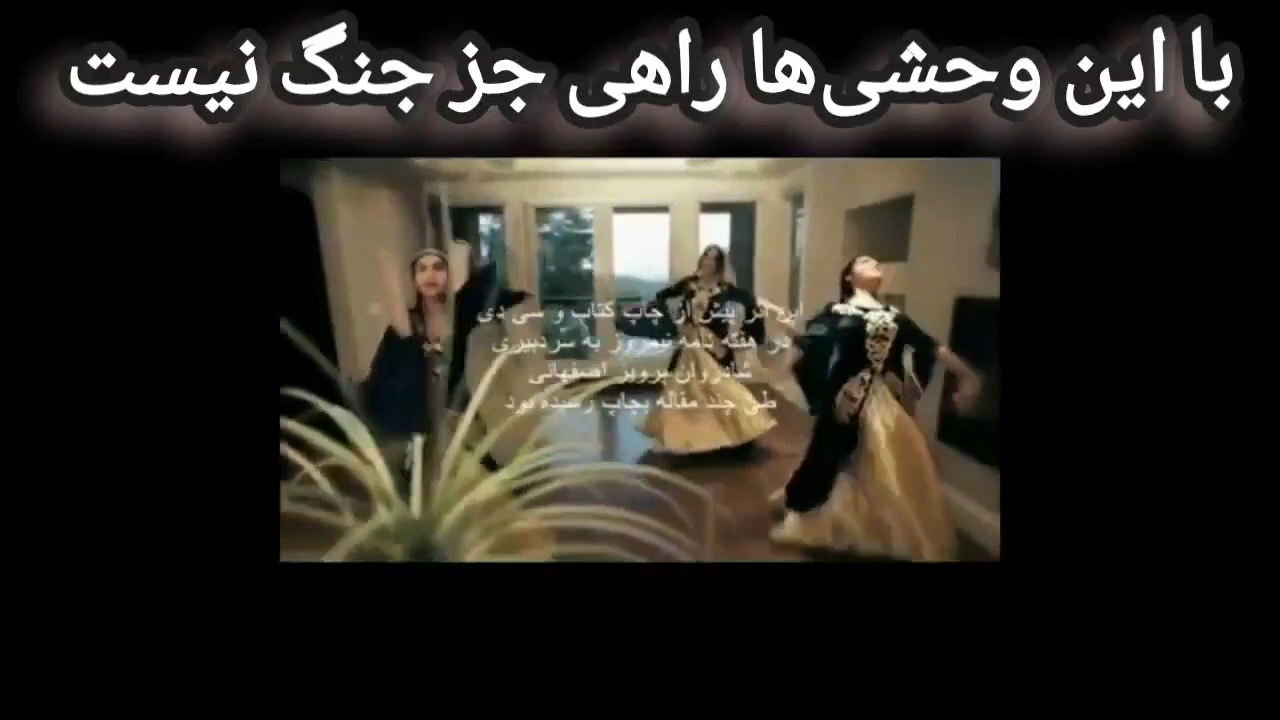 با این وحشی‌ها راهی جز جنگ نیست
این اثر پیش از چاپ کتاب و سی دی
در هفته نامه نیمروز به سردبیری
شادروان پرویز اصفهانی
طی چند مقاله بچاپ رسیده بود